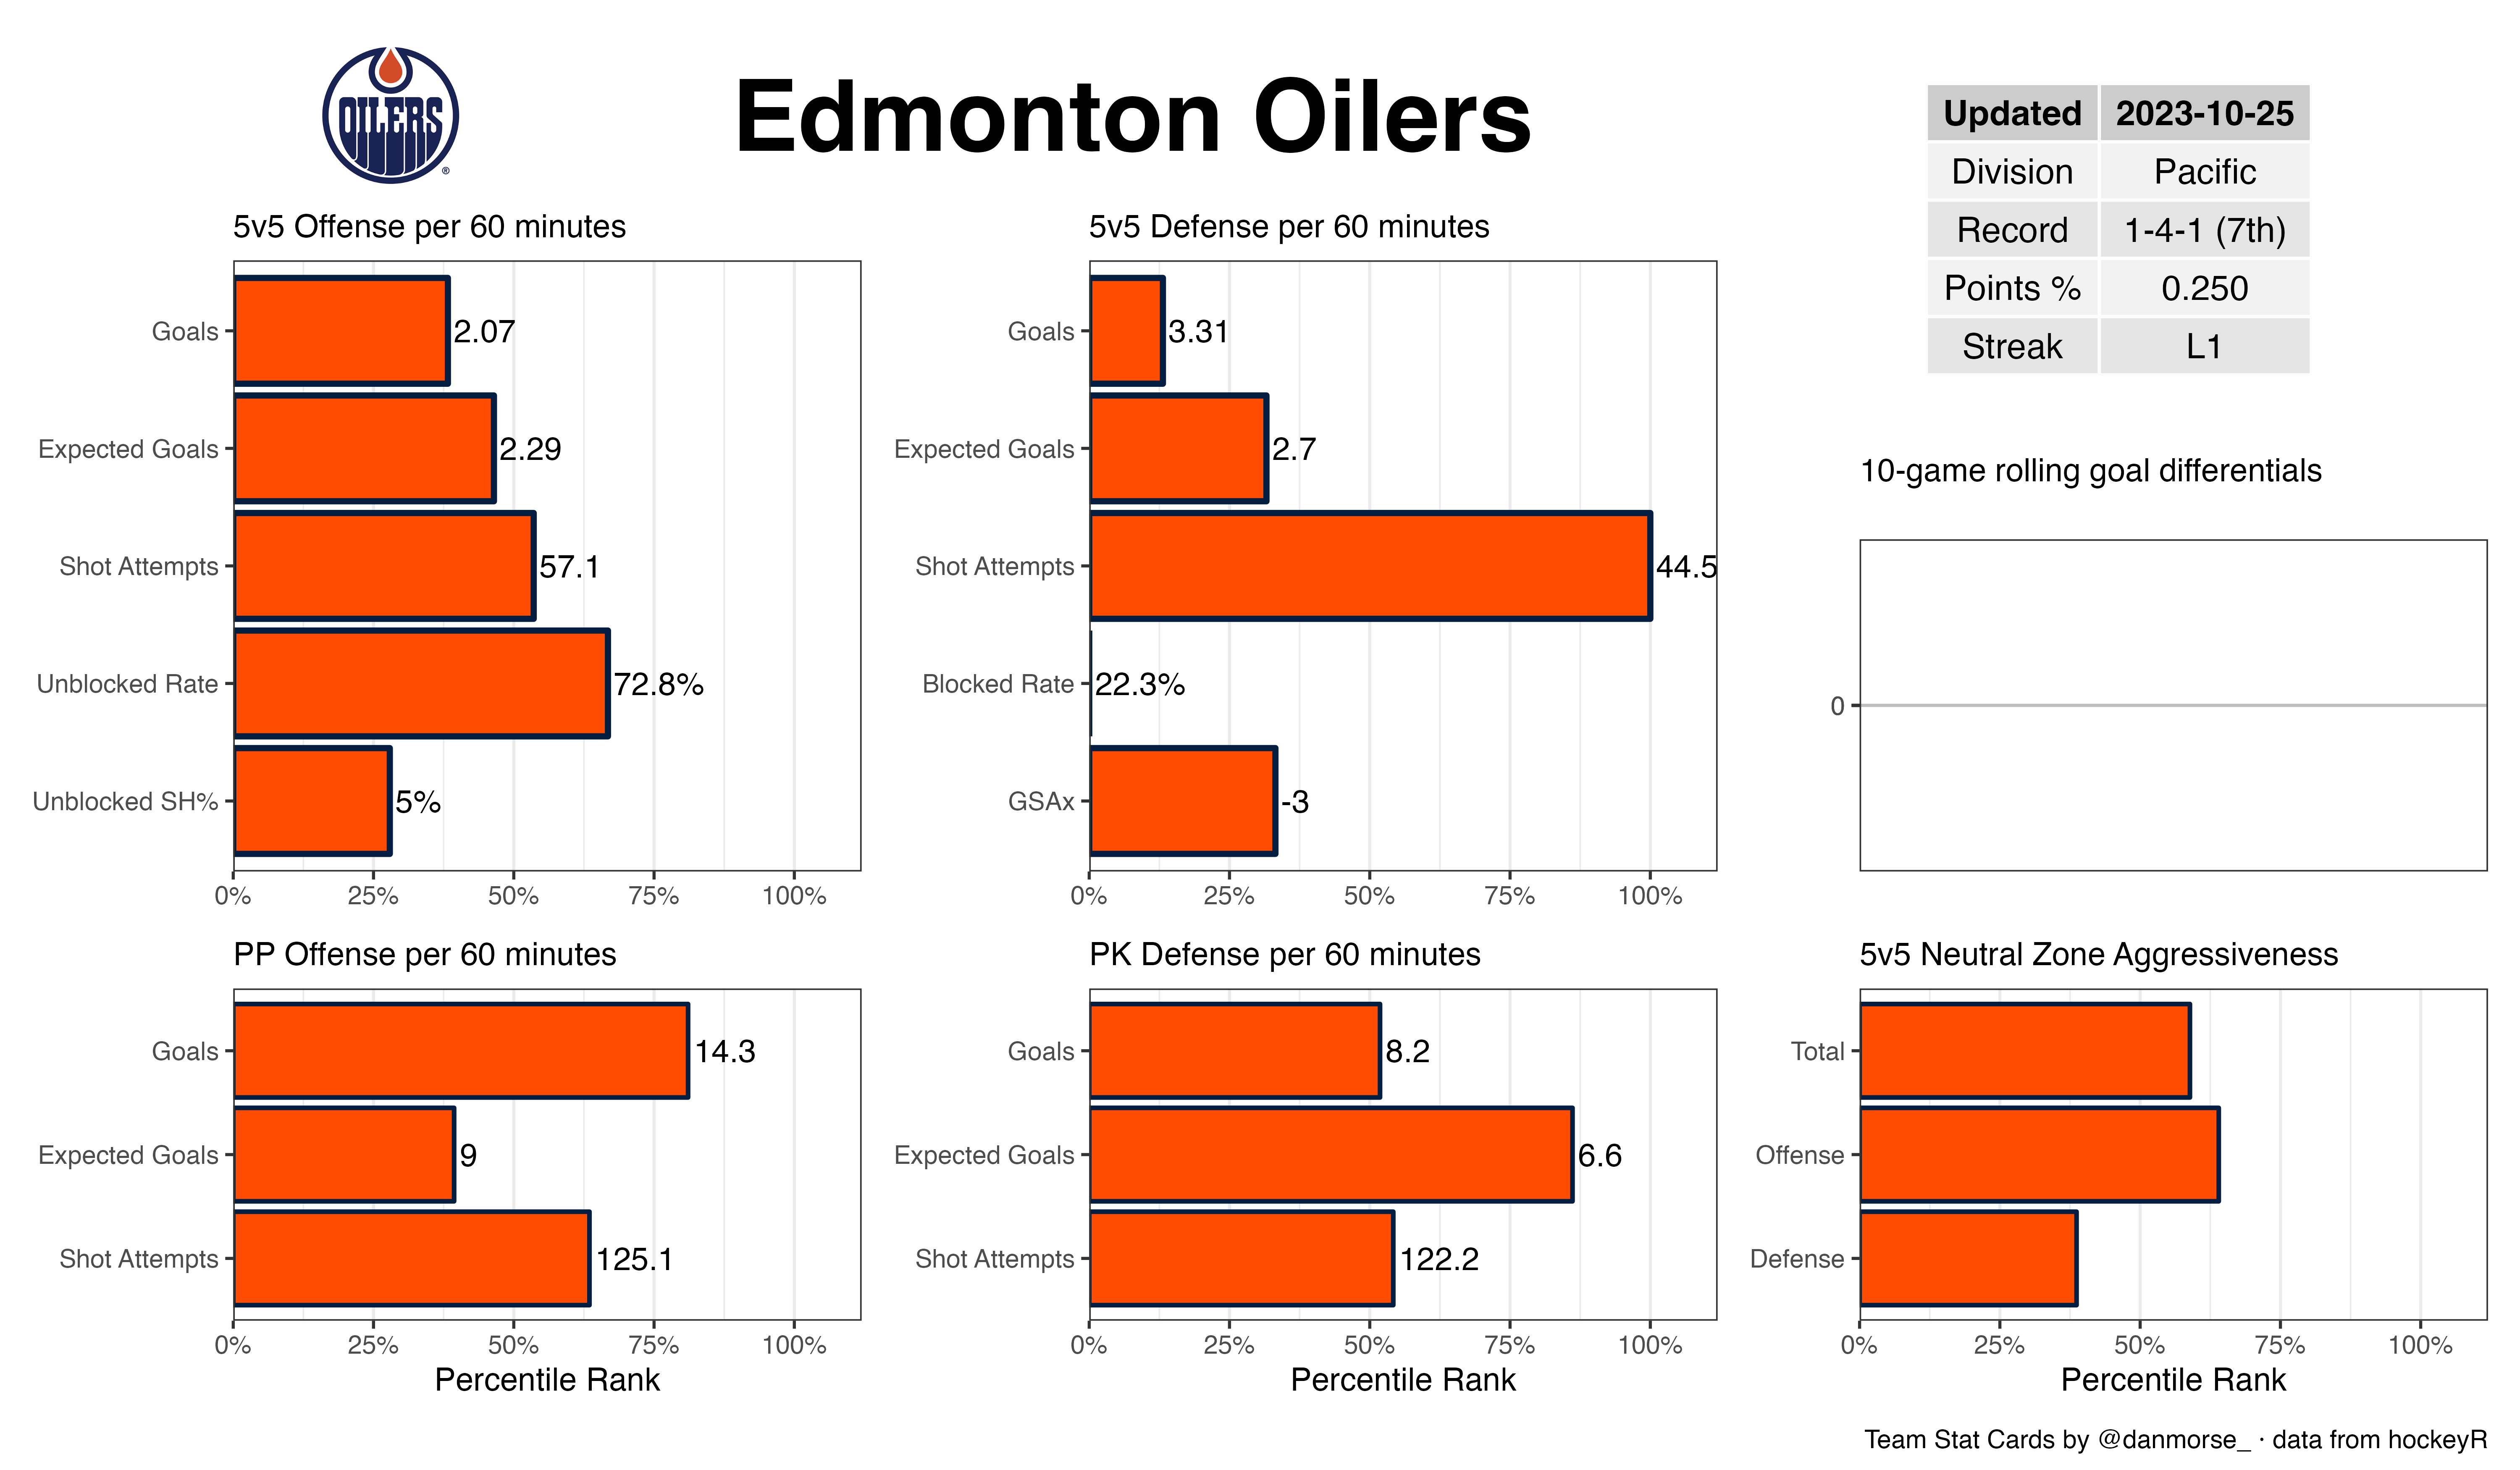 OILERS
®
Edmonton Oilers
Updated 2023-10-25
Division Pacific
Record 1-4-1 (7th)
Points % 0.250
Streak L1
5v5 Offense per 60 minutes
Goals 2.07
Expected Goals 2.29
Shot Attempts 57.1
Unblocked Rate 72.8%
Unblocked SH% 5%
0% 25% 50% 75% 100%
5v5 Defense per 60 minutes
Goals 3.31
Expected Goals 2.7
Shot Attempts 44.5
Blocked Rate 22.3%
GSAx -3
0% 25% 50% 75% 100%
10-game rolling goal differentials
0
PP Offense per 60 minutes
Goals 14.3
Expected Goals 9
Shot Attempts 125.1
0% 25% 50% 75% 100%
Percentile Rank
PK Defense per 60 minutes
Goals 8.2
Expected Goals 6.6
Shot Attempts 122.2
0% 25% 50% 75% 100%
Percentile Rank
5v5 Neutral Zone Aggressiveness
Total
Offense
Defense
0% 25% 50% 75% 100%
Percentile Rank
Team Stat Cards by @danmorse_ · data from hockeyR